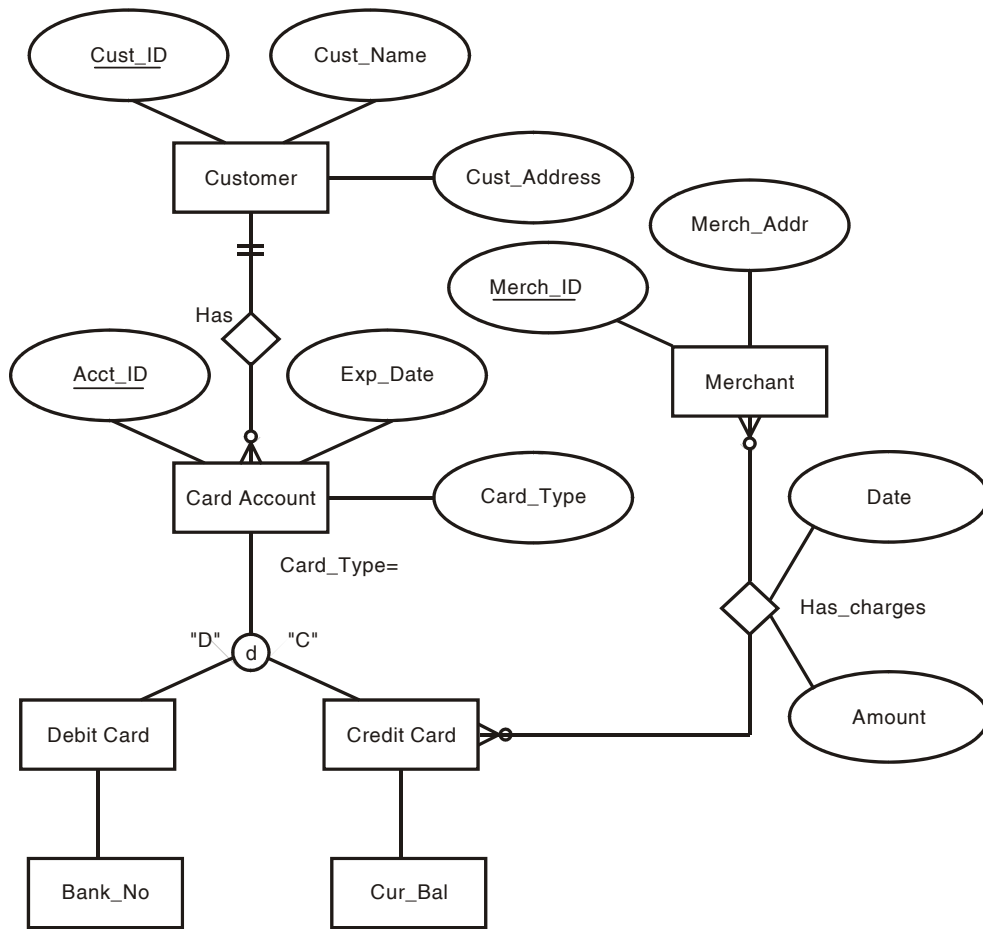 Cust_ID
Cust_Name
Customer
Cust_Address
Merch_Addr
Merch_ID
Has
Acct_ID
Exp_Date
Merchant
Card Account
Card_Type
Date
Card_Type=
Has_charges
"D"
"C"
d
Debit Card
Credit Card
Amount
Bank_No
Cur_Bal